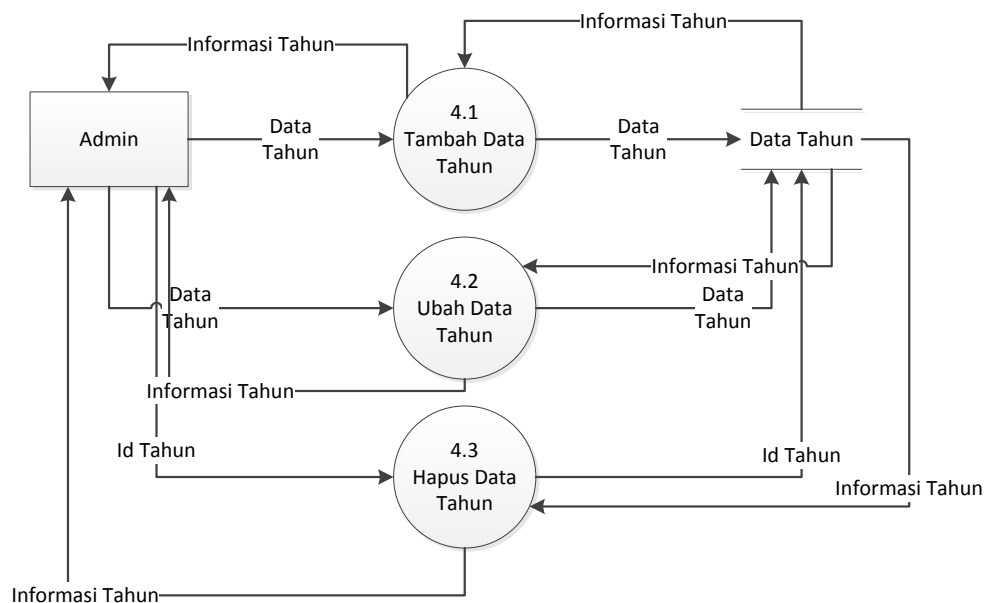 Informasi Tahun
Informasi Tahun
Admin
Data
Tahun
4.1
Tambah Data
Tahun
Data
Tahun
Data Tahun
Data
Tahun
4.2
Ubah Data
Tahun
Informasi Tahun
Data
Tahun
Informasi Tahun
Id Tahun
4.3
Hapus Data
Tahun
Id Tahun
Informasi Tahun
Informasi Tahun